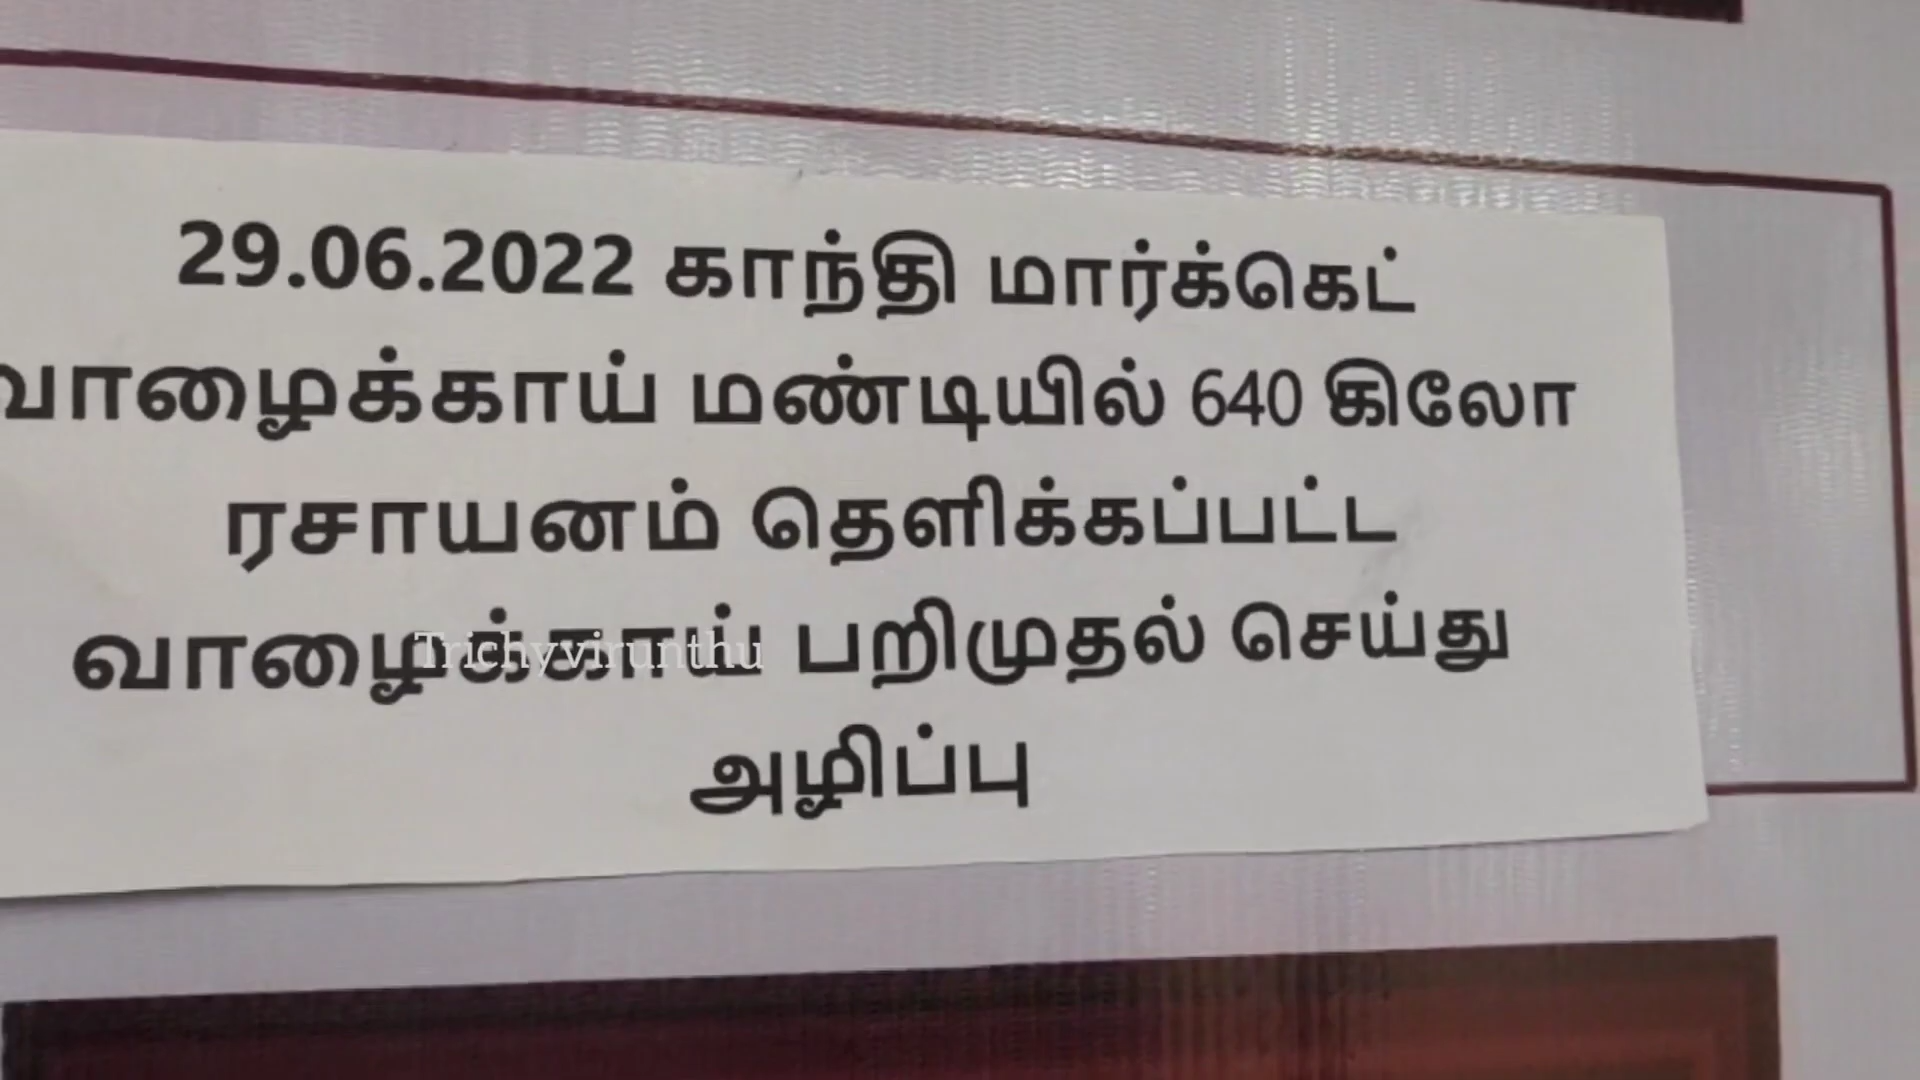 29.06.2022 காந்தி மார்க்கெட்
வாழைக்காய் மண்டியில் 640 கிலோ
ரசாயனம் தெளிக்கப்பட்ட
வாழைக்காய் பறிமுதல் செய்து
Trichyvirunthu
அழிப்பு